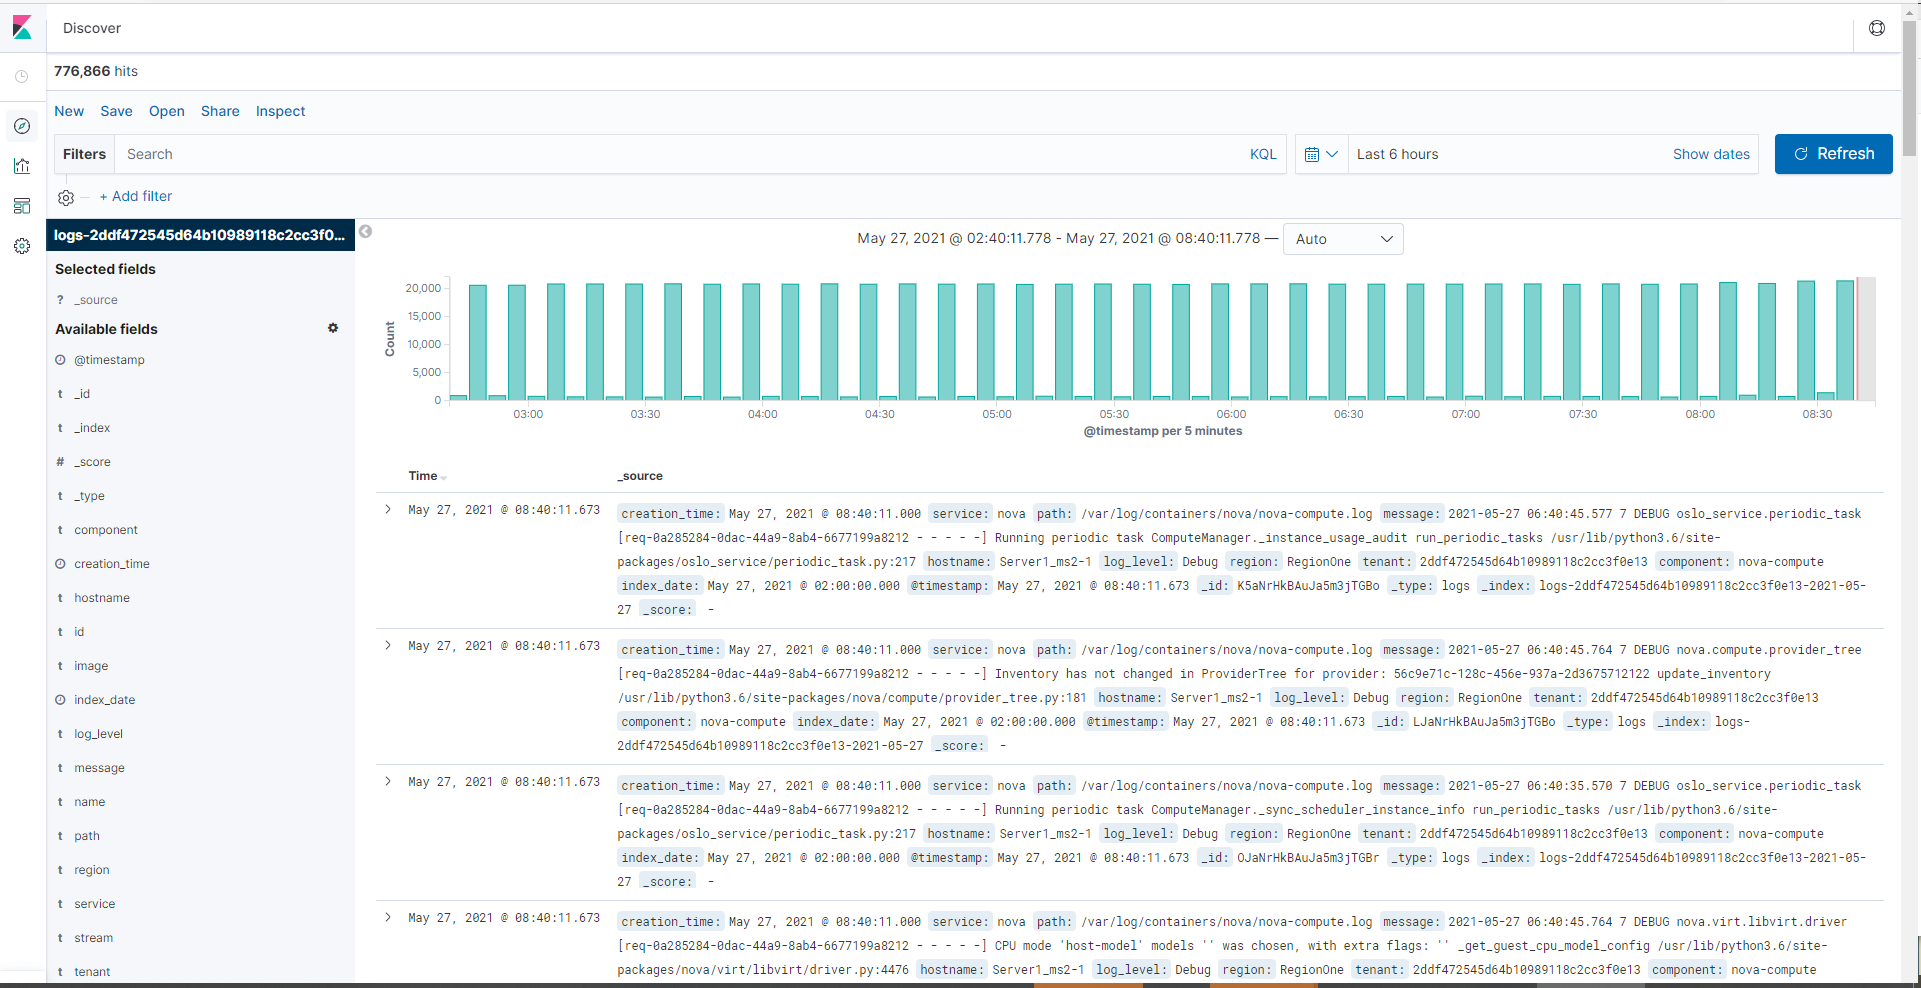 Discover
776,866 hits
New Save Open Share Inspect
Filters Search KQL Last 6 hours Show dates Refresh
+ Add filter
logs-2ddf472545d64b10989118c2cc3f0...
Selected fields
? _source
Available fields
@timestamp
t _id
t _index
# _score
t _type
t component
creation_time
t hostname
t id
t image
index_date
t log_level
t message
t name
t path
t region
t service
t stream
t tenant
May 27, 2021 @ 02:40:11.778 - May 27, 2021 @ 08:40:11.778 — Auto
Count
20,000
15,000
10,000
5,000
0
03:00 03:30 04:00 04:30 05:00 05:30 06:00 06:30 07:00 07:30 08:00 08:30
@timestamp per 5 minutes
Time _source
May 27, 2021 @ 08:40:11.673 creation_time: May 27, 2021 @ 08:40:11.000 service: nova path: /var/log/containers/nova/nova-compute.log message: 2021-05-27 06:40:45.577 7 DEBUG oslo_service.periodic_task
[req-0a285284-0dac-44a9-8ab4-6677199a8212 - - - - -] Running periodic task ComputeManager._instance_usage_audit run_periodic_tasks /usr/lib/python3.6/site-
packages/oslo_service/periodic_task.py:217 hostname: Server1_ms2-1 log_level: Debug region: RegionOne tenant: 2ddf472545d64b10989118c2cc3f0e13 component: nova-compute
index_date: May 27, 2021 @ 02:00:00.000 @timestamp: May 27, 2021 @ 08:40:11.673 _id: K5aNrHkBAuJa5m3jTGBo _type: logs _index: logs-2ddf472545d64b10989118c2cc3f0e13-2021-05-
27 _score: -
May 27, 2021 @ 08:40:11.673 creation_time: May 27, 2021 @ 08:40:11.000 service: nova path: /var/log/containers/nova/nova-compute.log message: 2021-05-27 06:40:45.764 7 DEBUG nova.compute.provider_tree
[req-0a285284-0dac-44a9-8ab4-6677199a8212 - - - - -] Inventory has not changed in ProviderTree for provider: 56c9e71c-128c-456e-937a-2d3675712122 update_inventory
/usr/lib/python3.6/site-packages/nova/compute/provider_tree.py:181 hostname: Server1_ms2-1 log_level: Debug region: RegionOne tenant: 2ddf472545d64b10989118c2cc3f0e13
component: nova-compute index_date: May 27, 2021 @ 02:00:00.000 @timestamp: May 27, 2021 @ 08:40:11.673 _id: LJaNrHkBAuJa5m3jTGBo _type: logs _index: logs-
2ddf472545d64b10989118c2cc3f0e13-2021-05-27 _score: -
May 27, 2021 @ 08:40:11.673 creation_time: May 27, 2021 @ 08:40:11.000 service: nova path: /var/log/containers/nova/nova-compute.log message: 2021-05-27 06:40:35.570 7 DEBUG oslo_service.periodic_task
[req-0a285284-0dac-44a9-8ab4-6677199a8212 - - - - -] Running periodic task ComputeManager._sync_scheduler_instance_info run_periodic_tasks /usr/lib/python3.6/site-
packages/oslo_service/periodic_task.py:217 hostname: Server1_ms2-1 log_level: Debug region: RegionOne tenant: 2ddf472545d64b10989118c2cc3f0e13 component: nova-compute
index_date: May 27, 2021 @ 02:00:00.000 @timestamp: May 27, 2021 @ 08:40:11.673 _id: OJaNrHkBAuJa5m3jTGBr _type: logs _index: logs-2ddf472545d64b10989118c2cc3f0e13-2021-05-
27 _score: -
May 27, 2021 @ 08:40:11.673 creation_time: May 27, 2021 @ 08:40:11.000 service: nova path: /var/log/containers/nova/nova-compute.log message: 2021-05-27 06:40:45.764 7 DEBUG nova.virt.libvirt.driver
[req-0a285284-0dac-44a9-8ab4-6677199a8212 - - - - -] CPU mode 'host-model' models '' was chosen, with extra flags: '' _get_guest_cpu_model_config /usr/lib/python3.6/site-
packages/nova/virt/libvirt/driver.py:4476 hostname: Server1_ms2-1 log_level: Debug region: RegionOne tenant: 2ddf472545d64b10989118c2cc3f0e13 component: nova-compute